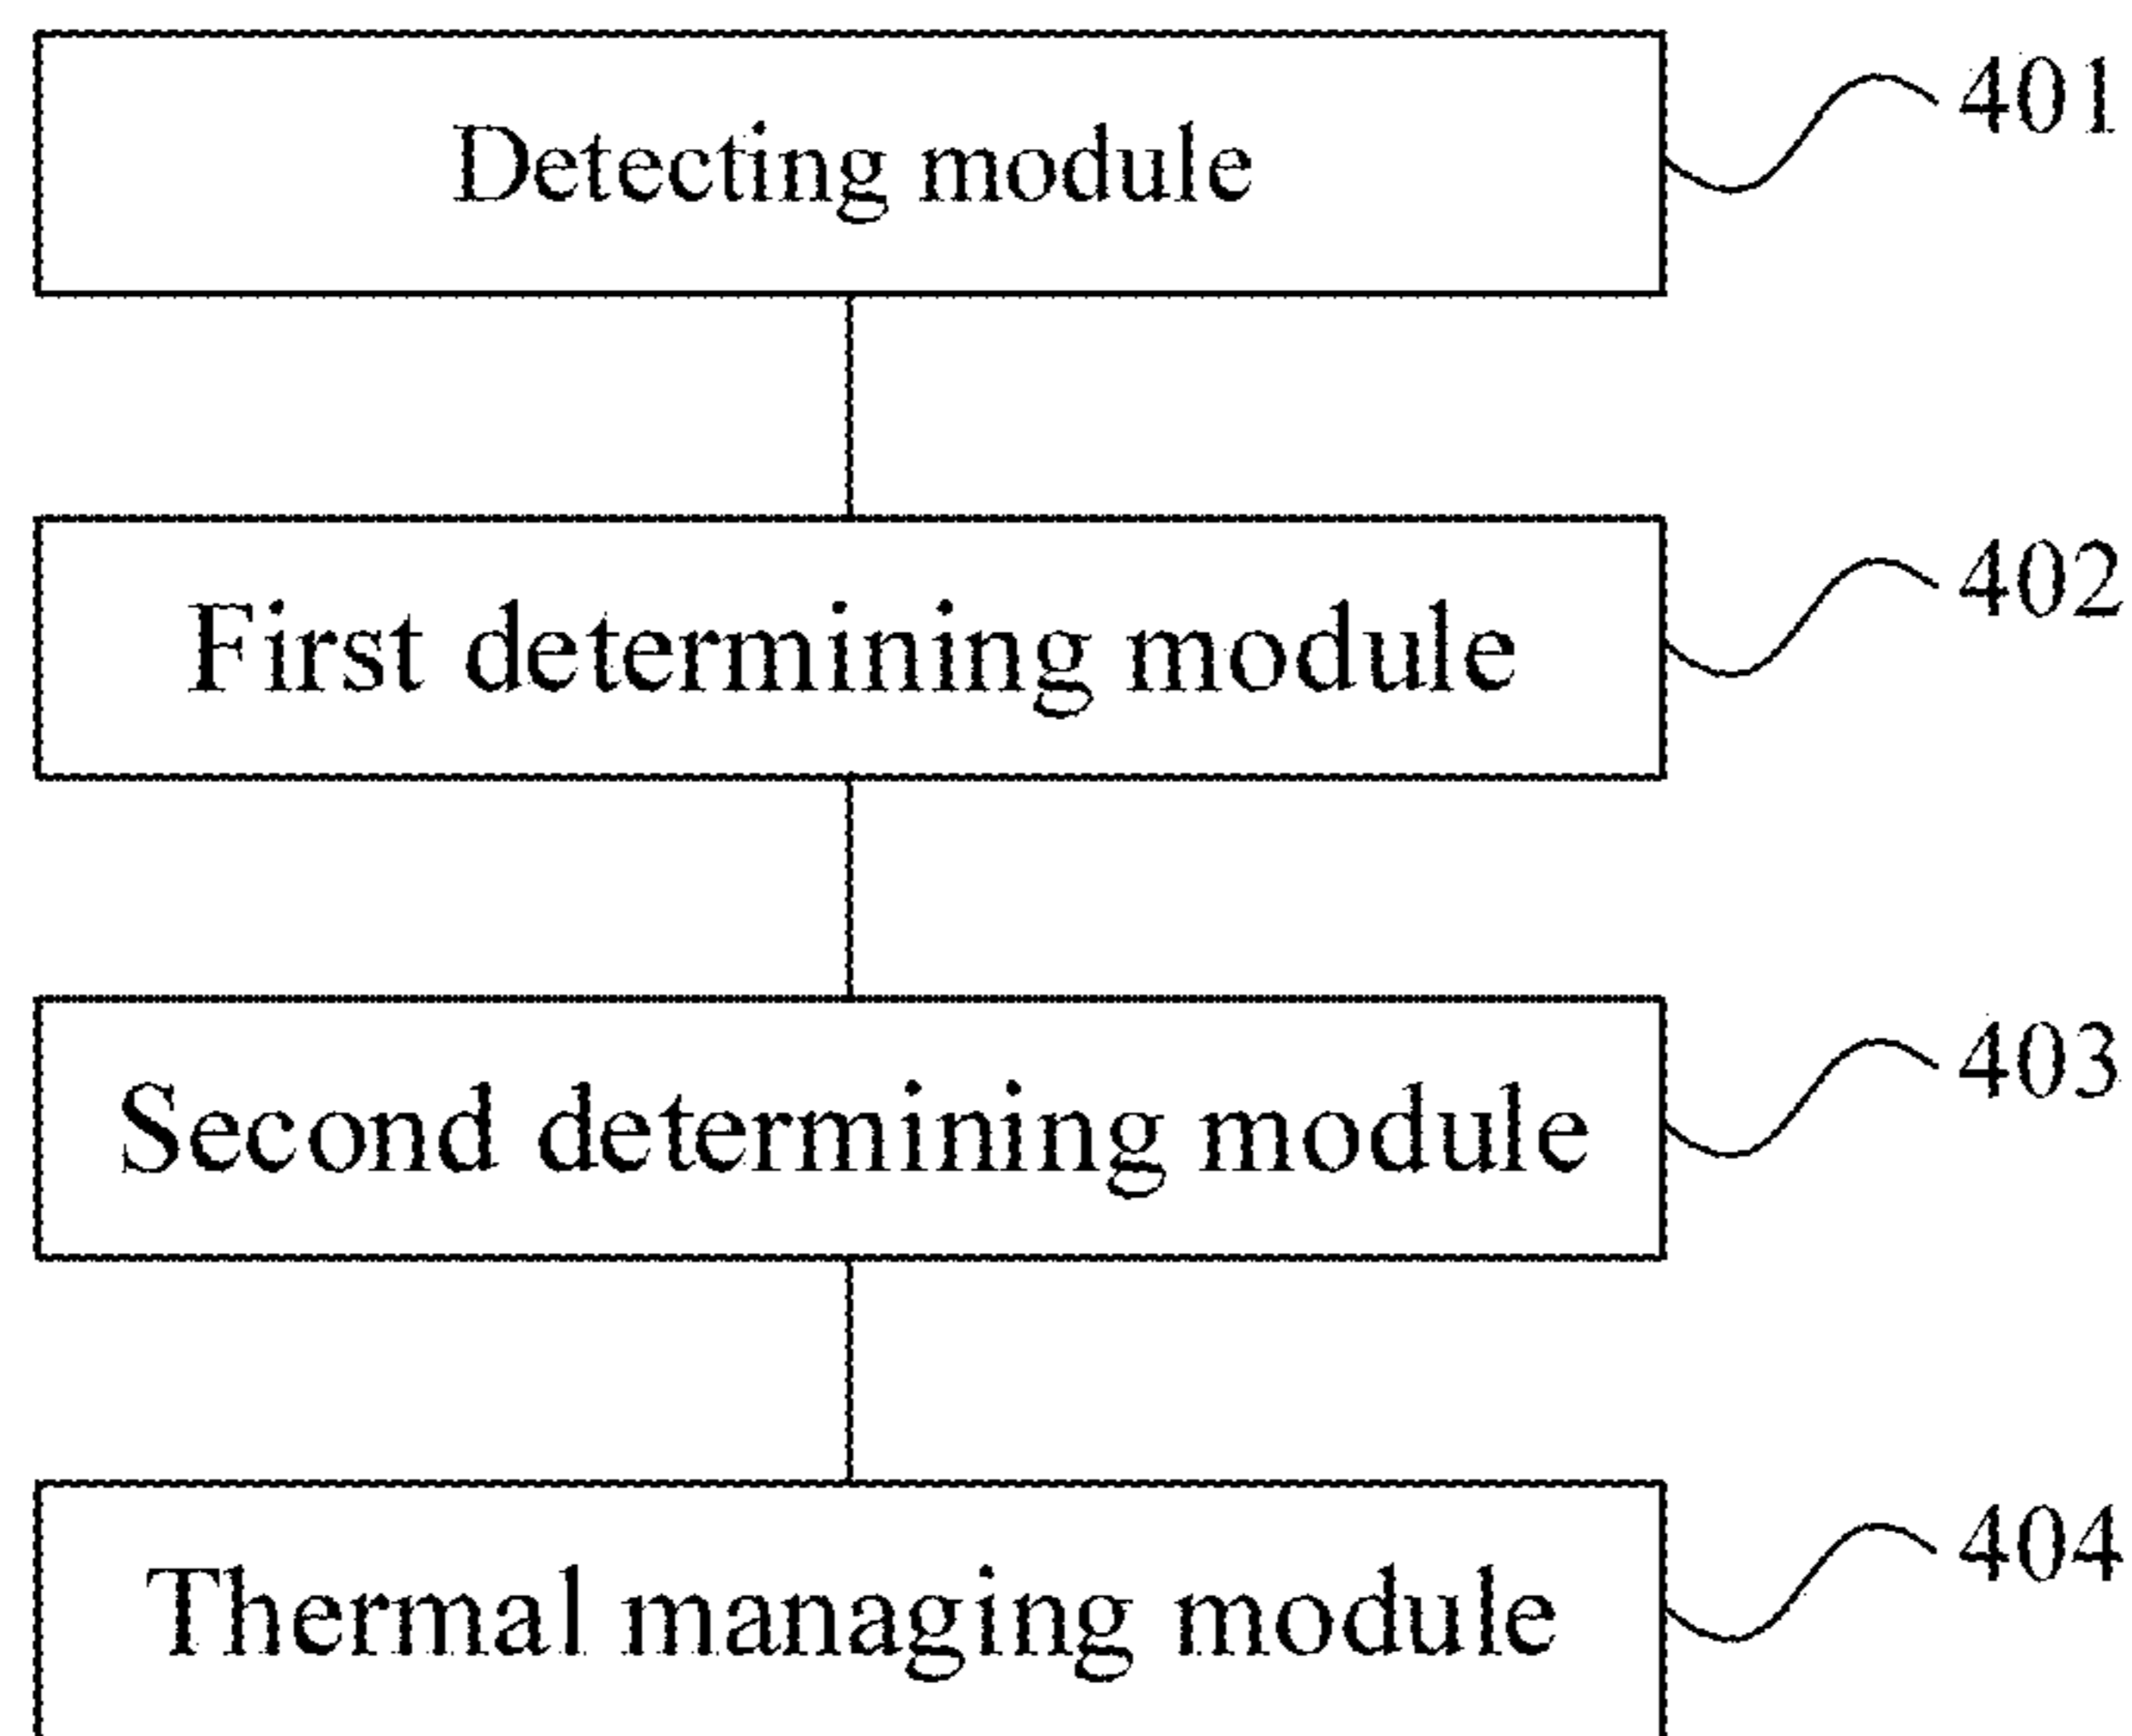 Detecting module
401
First determining module
402
Second determining module
403
Thermal managing module
404